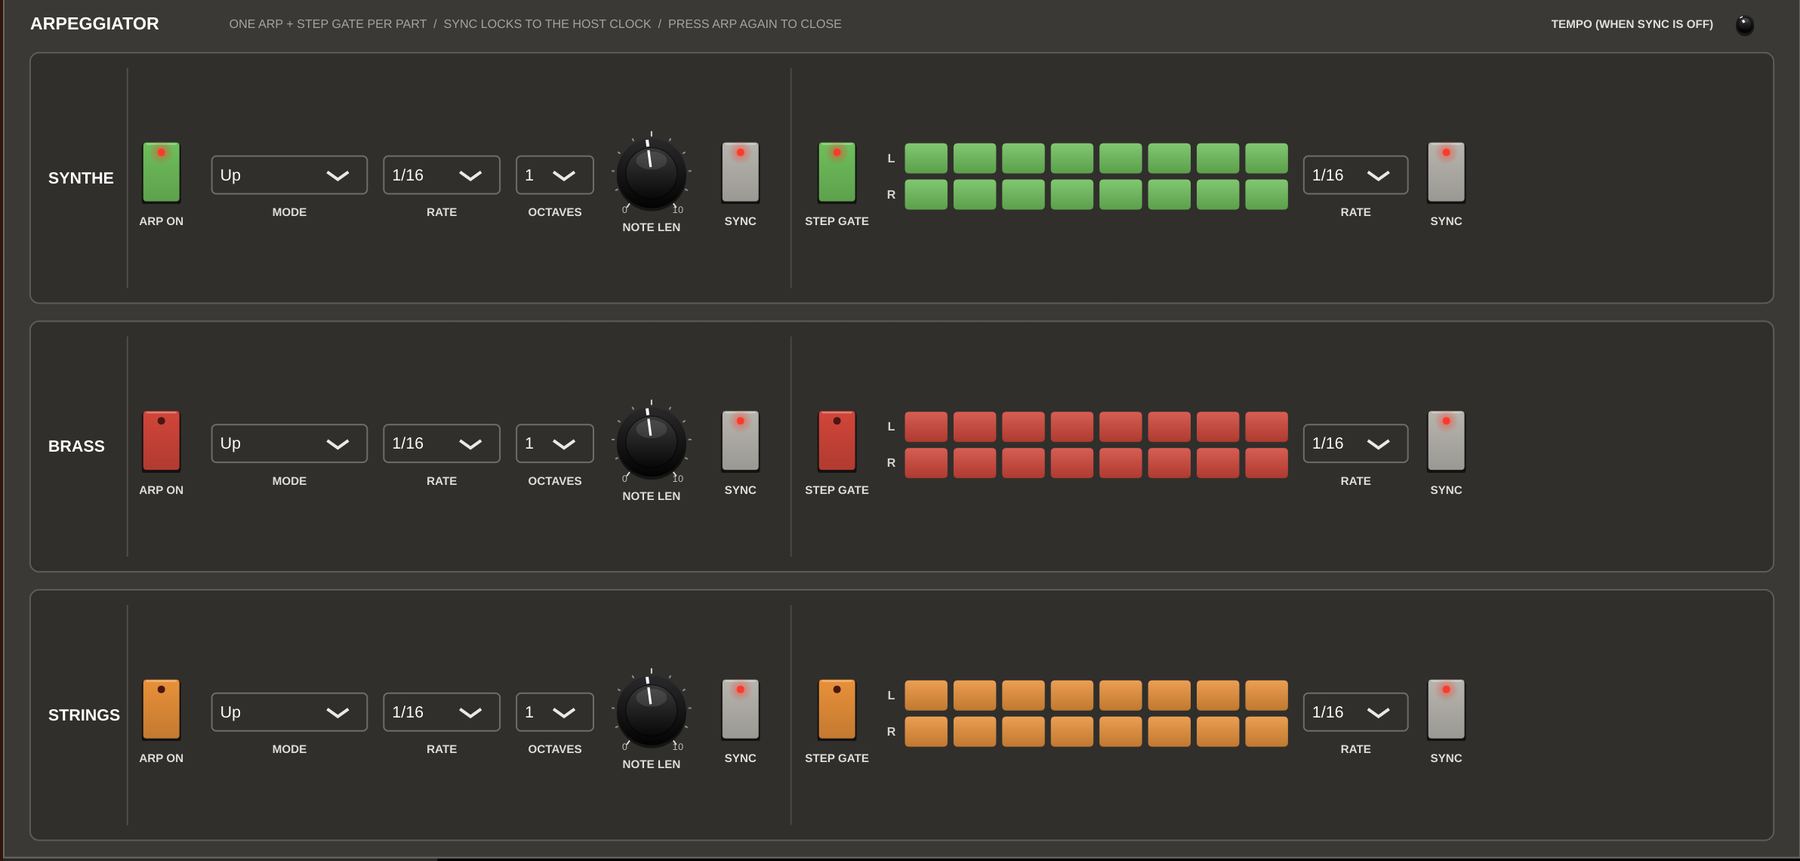 ARPEGGIATOR ONE ARP + STEP GATE PER PART / SYNC LOCKS TO THE HOST CLOCK / PRESS ARP AGAIN TO CLOSE TEMPO (WHEN SYNC IS OFF)
L
SYNTHE Up 1/16 1 1/16
R
0 10
MODE RATE OCTAVES RATE
ARP ON NOTE LEN SYNC STEP GATE SYNC
L
BRASS Up 1/16 1 1/16
R
0 10
MODE RATE OCTAVES RATE
ARP ON NOTE LEN SYNC STEP GATE SYNC
L
STRINGS Up 1/16 1 1/16
R
0 10
MODE RATE OCTAVES RATE
ARP ON NOTE LEN SYNC STEP GATE SYNC